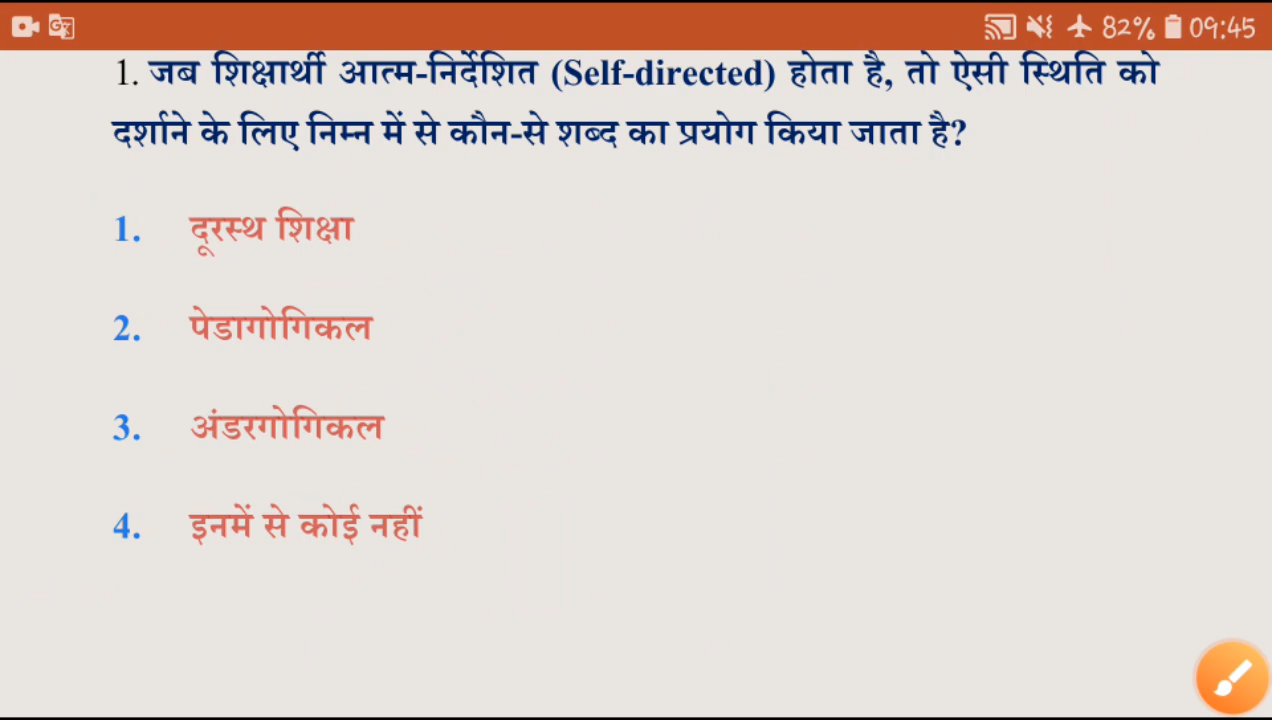 82% 09:45
1. जब शिक्षार्थी आत्म-निर्देशित (Self-directed) होता है, तो ऐसी स्थिति को
दर्शाने के लिए निम्न में से कौन-से शब्द का प्रयोग किया जाता है?
1. दूरस्थ शिक्षा
2. पेडागोगिकल
3. अंडरगोगिकल
4. इनमें से कोई नहीं